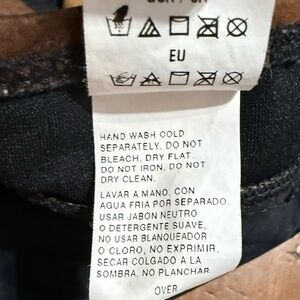 EU
HAND WASH COLD
SEPARATELY. DO NOT
BLEACH, DRY FLAT.
DO NOT IRON. DO NOT
DRY CLEAN.
LAVAR A MANO, CON
AGUA FRIA POR SEPARADO.
USAR JABON NEUTRO
O DETERGENTE SUAVE,
NO USAR BLANQUEADOR
O CLORO, NO EXPRIMIR,
SECAR COLGADO A LA
SOMBRA, NO PLANCHAR.
OVER